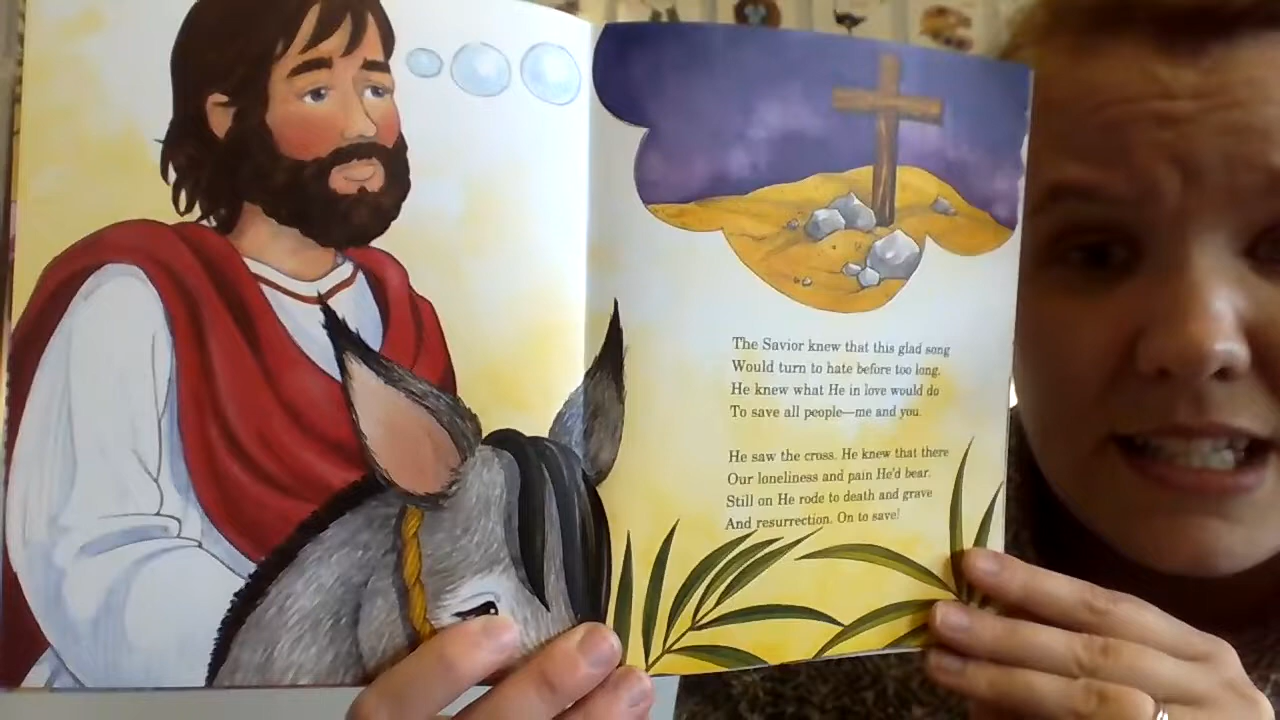 The Savior knew that this glad song
Would turn to hate before too long.
He knew what He in love would do
To save all people—me and you.
He saw the cross. He knew that there
Our loneliness and pain He'd bear.
Still on He rode to death and grave
And resurrection. On to save!